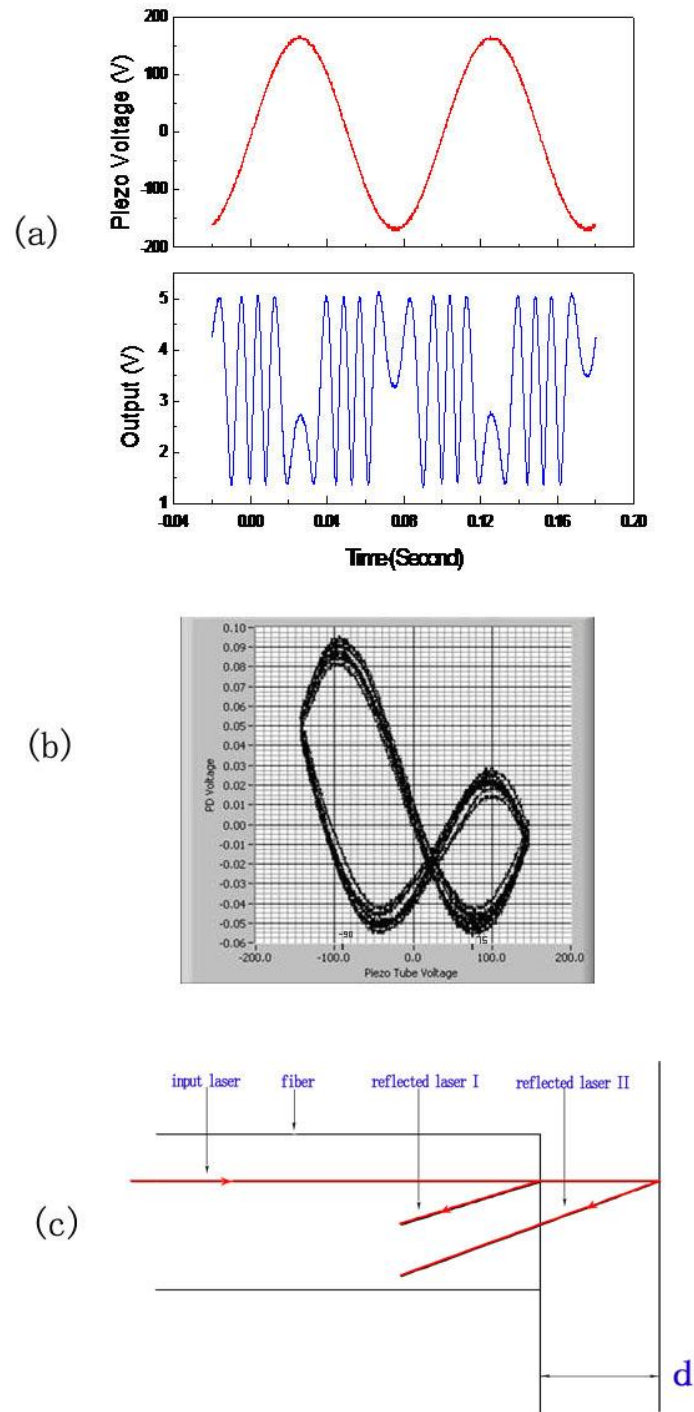 (a)
Piezo Voltage (V)
200
100
0
-100
-200
Output (V)
5
4
3
2
1
-0.04 0.00 0.04 0.08 0.12 0.16 0.20
Time (Second)
(b)
PD Voltage
0.10
0.09
0.08
0.07
0.06
0.05
0.04
0.03
0.02
0.01
0.00
-0.01
-0.02
-0.03
-0.04
-0.05
-0.06
-90 75
-200.0 -100.0 0.0 100.0 200.0
Piezo Tube Voltage
(c)
input laser fiber reflected laser I reflected laser II
d